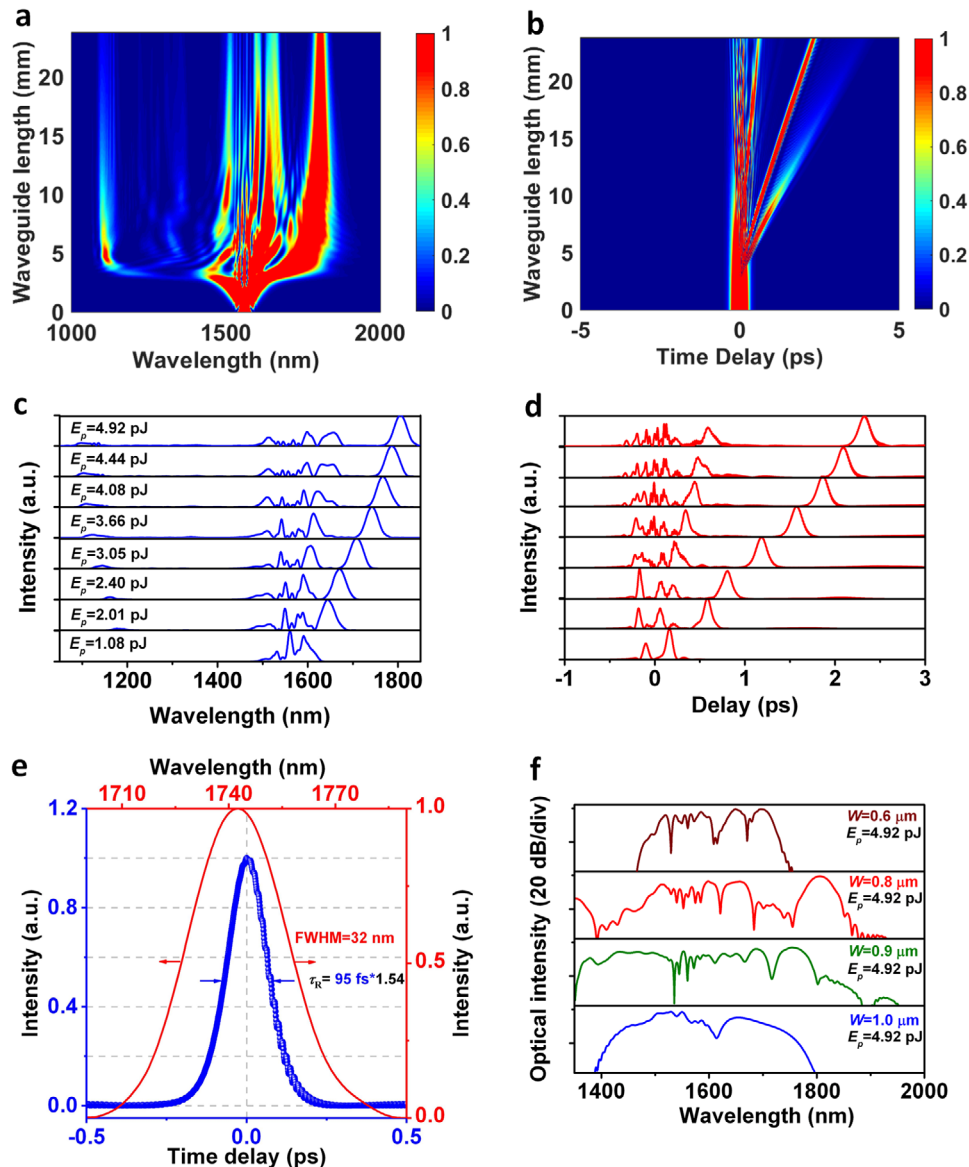 a
Waveguide length (mm)
20
15
10
5
0
1000
1500
2000
Wavelength (nm)
1
0.8
0.6
0.4
0.2
0
b
Waveguide length (mm)
20
15
10
5
0
-5
0
5
Time Delay (ps)
1
0.8
0.6
0.4
0.2
0
c
Intensity (a.u.)
Ep=4.92 pJ
Ep=4.44 pJ
Ep=4.08 pJ
Ep=3.66 pJ
Ep=3.05 pJ
Ep=2.40 pJ
Ep=2.01 pJ
Ep=1.08 pJ
1200
1400
1600
1800
Wavelength (nm)
d
Intensity (a.u.)
-1
0
1
2
3
Delay (ps)
e
Wavelength (nm)
1710
1740
1770
Intensity (a.u.)
1.2
0.9
0.6
0.3
0.0
1.0
0.5
0.0
Intensity (a.u.)
FWHM=32 nm
τR= 95 fs*1.54
-0.5
0.0
0.5
Time delay (ps)
f
Optical intensity (20 dB/div)
W=0.6 μm
Ep=4.92 pJ
W=0.8 μm
Ep=4.92 pJ
W=0.9 μm
Ep=4.92 pJ
W=1.0 μm
Ep=4.92 pJ
1400
1600
1800
2000
Wavelength (nm)